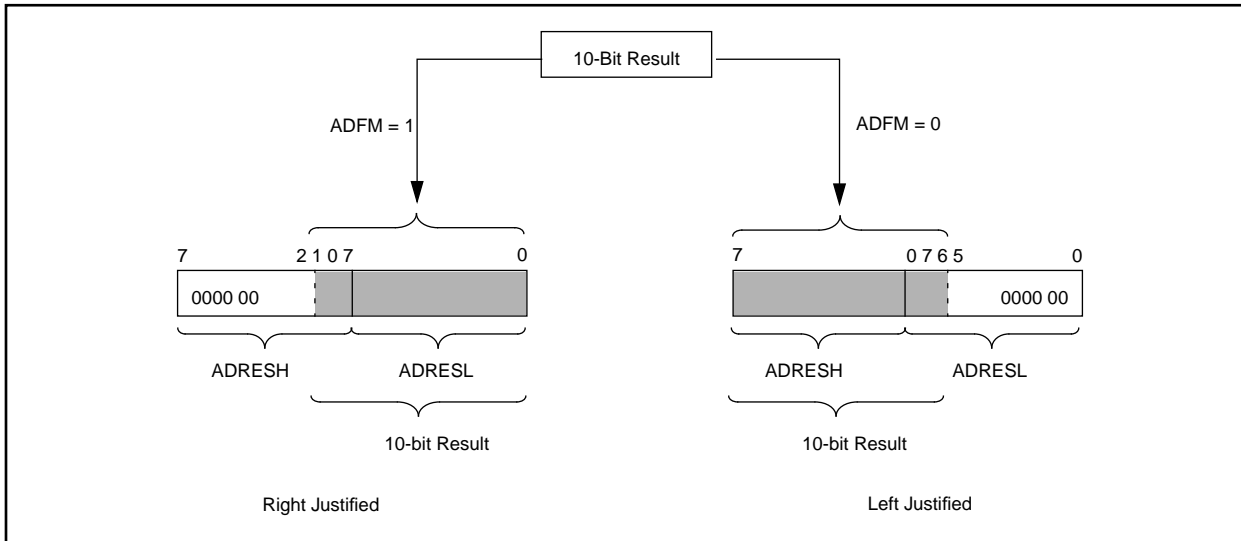 10-Bit Result
ADFM = 1
ADFM = 0
7 2 1 0 7 0
7 0 7 6 5 0
0000 00
0000 00
ADRESH ADRESL
ADRESH ADRESL
10-bit Result
10-bit Result
Right Justified
Left Justified